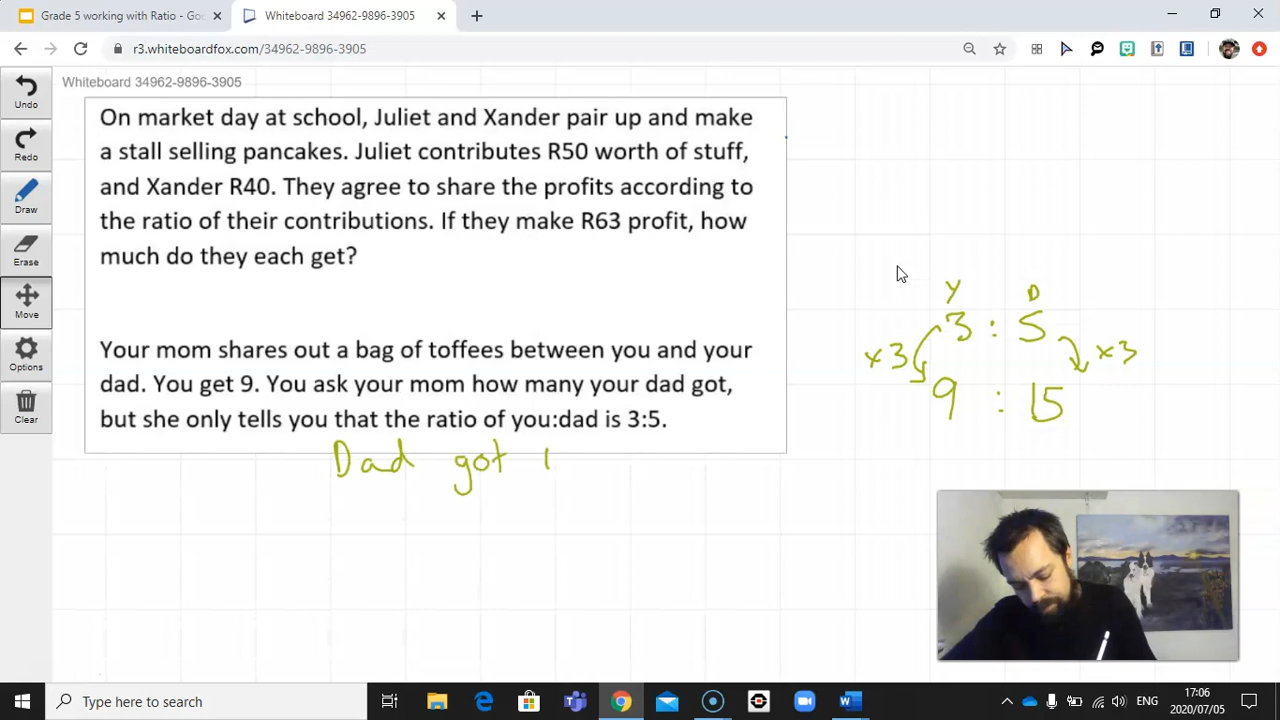 Grade 5 working with Ratio - Goo
Whiteboard 34962-9896-3905
r3.whiteboardfox.com/34962-9896-3905
Whiteboard 34962-9896-3905
Undo
Redo
Draw
Erase
Move
Options
Clear
On market day at school, Juliet and Xander pair up and make
a stall selling pancakes. Juliet contributes R50 worth of stuff,
and Xander R40. They agree to share the profits according to
the ratio of their contributions. If they make R63 profit, how
much do they each get?
Your mom shares out a bag of toffees between you and your
dad. You get 9. You ask your mom how many your dad got,
but she only tells you that the ratio of you:dad is 3:5.
Dad got 1
Y D
3 : 5
×3 ×3
9 : 15
Type here to search
17:06
2020/07/05